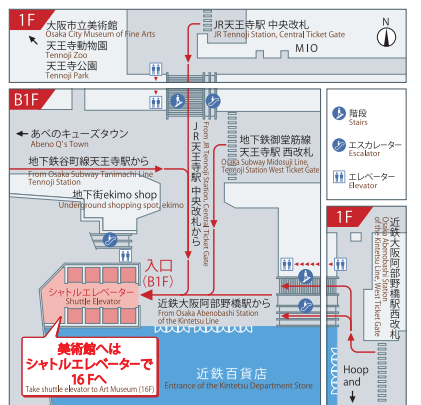 1F
大阪市立美術館
Osaka City Museum of Fine Arts
天王寺動物園
Tennoji Zoo
天王寺公園
Tennoji Park
JR天王寺駅 中央改札
JR Tennoji Station, Central Ticket Gate
MIO
N
B1F
あべのキューズタウン
Abeno Q's Town
地下鉄谷町線天王寺駅から
From Osaka Subway Tanimachi Line
Tennoji Station
地下街ekimo shop
Underground shopping spot, ekimo
JR天王寺駅 中央改札から
From JR Tennoji Station, Central Ticket Gate
地下鉄御堂筋線
天王寺駅 西改札
Osaka Subway Midosuji Line,
Tennoji Station West Ticket Gate
階段
Stairs
エスカレーター
Escalator
エレベーター
Elevator
入口
(B1F)
シャトルエレベーター
Shuttle Elevator
近鉄大阪阿部野橋駅から
From Osaka Abenobashi Station
of the Kintetsu Line
美術館へは
シャトルエレベーターで
16Fへ
Take shuttle elevator to Art Museum (16F)
近鉄百貨店
Entrance of the Kintetsu Department Store
1F
近鉄大阪阿部野橋駅西改札
Osaka Abenobashi Station
of the Kintetsu Line, West Ticket Gate
Hoop
and